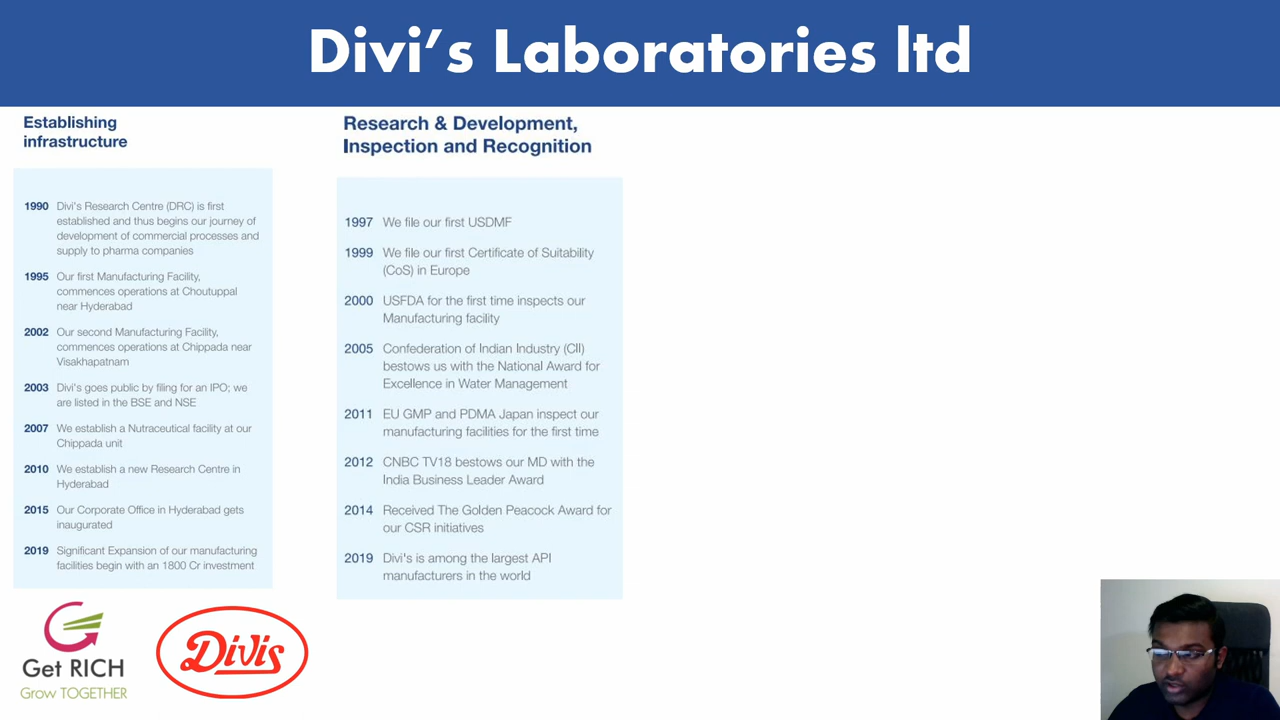 Divi's Laboratories ltd
Establishing
infrastructure
1990 Divi's Research Centre (DRC) is first
established and thus begins our journey of
development of commercial processes and
supply to pharma companies
1995 Our first Manufacturing Facility,
commences operations at Choutuppal
near Hyderabad
2002 Our second Manufacturing Facility,
commences operations at Chippada near
Visakhapatnam
2003 Divi's goes public by filing for an IPO; we
are listed in the BSE and NSE
2007 We establish a Nutraceutical facility at our
Chippada unit
2010 We establish a new Research Centre in
Hyderabad
2015 Our Corporate Office in Hyderabad gets
inaugurated
2019 Significant Expansion of our manufacturing
facilities begin with an 1800 Cr investment
Research & Development,
Inspection and Recognition
1997 We file our first USDMF
1999 We file our first Certificate of Suitability
(CoS) in Europe
2000 USFDA for the first time inspects our
Manufacturing facility
2005 Confederation of Indian Industry (CII)
bestows us with the National Award for
Excellence in Water Management
2011 EU GMP and PDMA Japan inspect our
manufacturing facilities for the first time
2012 CNBC TV18 bestows our MD with the
India Business Leader Award
2014 Received The Golden Peacock Award for
our CSR initiatives
2019 Divi's is among the largest API
manufacturers in the world
Get RICH
Grow TOGETHER
Divis